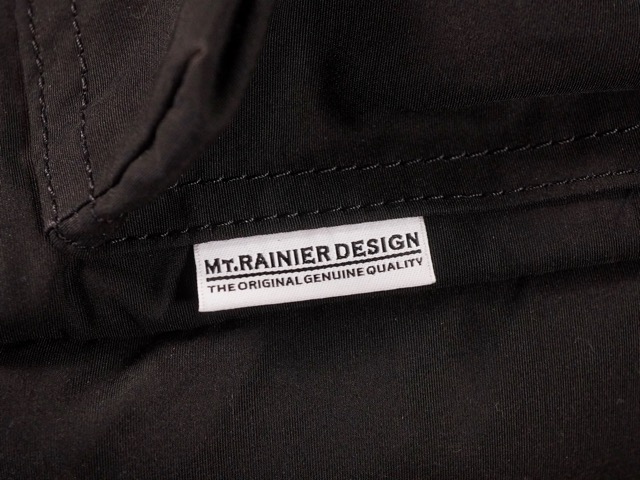 MT.RAINIER DESIGN
THE ORIGINAL GENUINE QUALITY